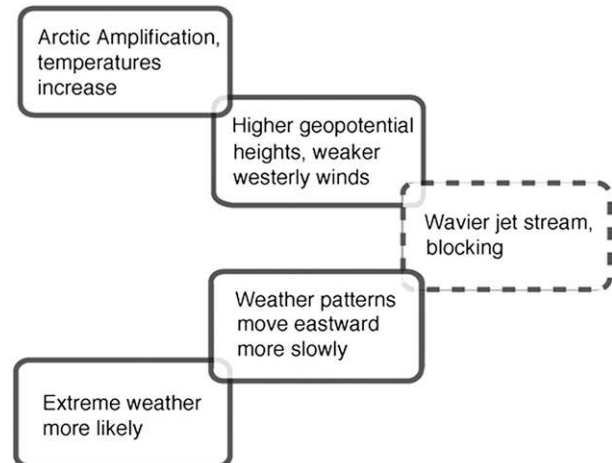 Arctic Amplification,
temperatures
increase
Higher geopotential
heights, weaker
westerly winds
Wavier jet stream,
blocking
Weather patterns
move eastward
more slowly
Extreme weather
more likely